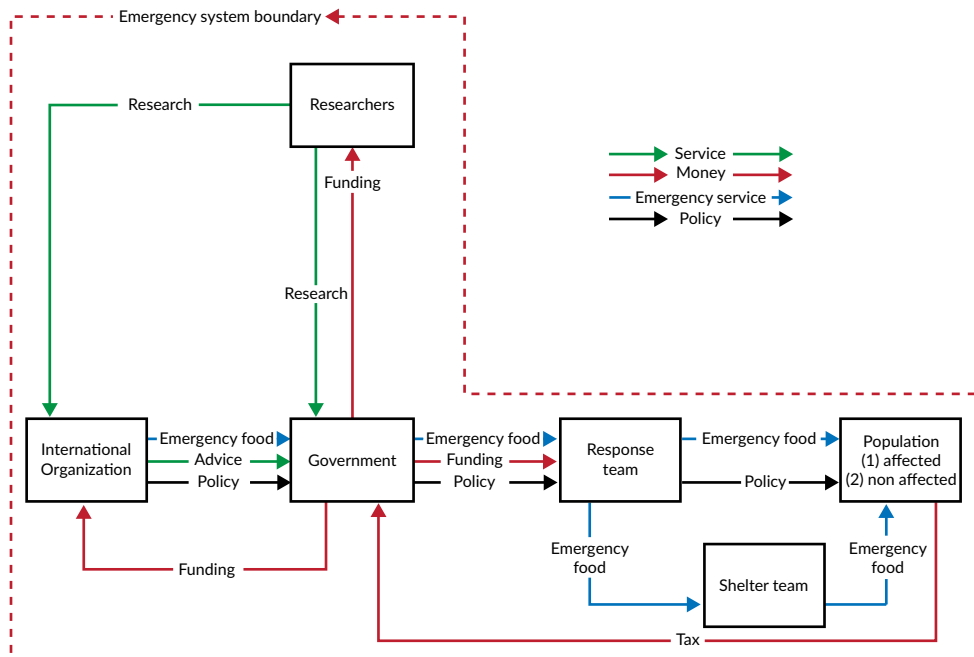 Emergency system boundary
Researchers
Research
Funding
Research
Service
Money
Emergency service
Policy
International
Organization
Emergency food
Advice
Policy
Government
Emergency food
Funding
Policy
Response
team
Emergency food
Policy
Population
(1) affected
(2) non affected
Funding
Emergency
food
Shelter team
Emergency
food
Tax